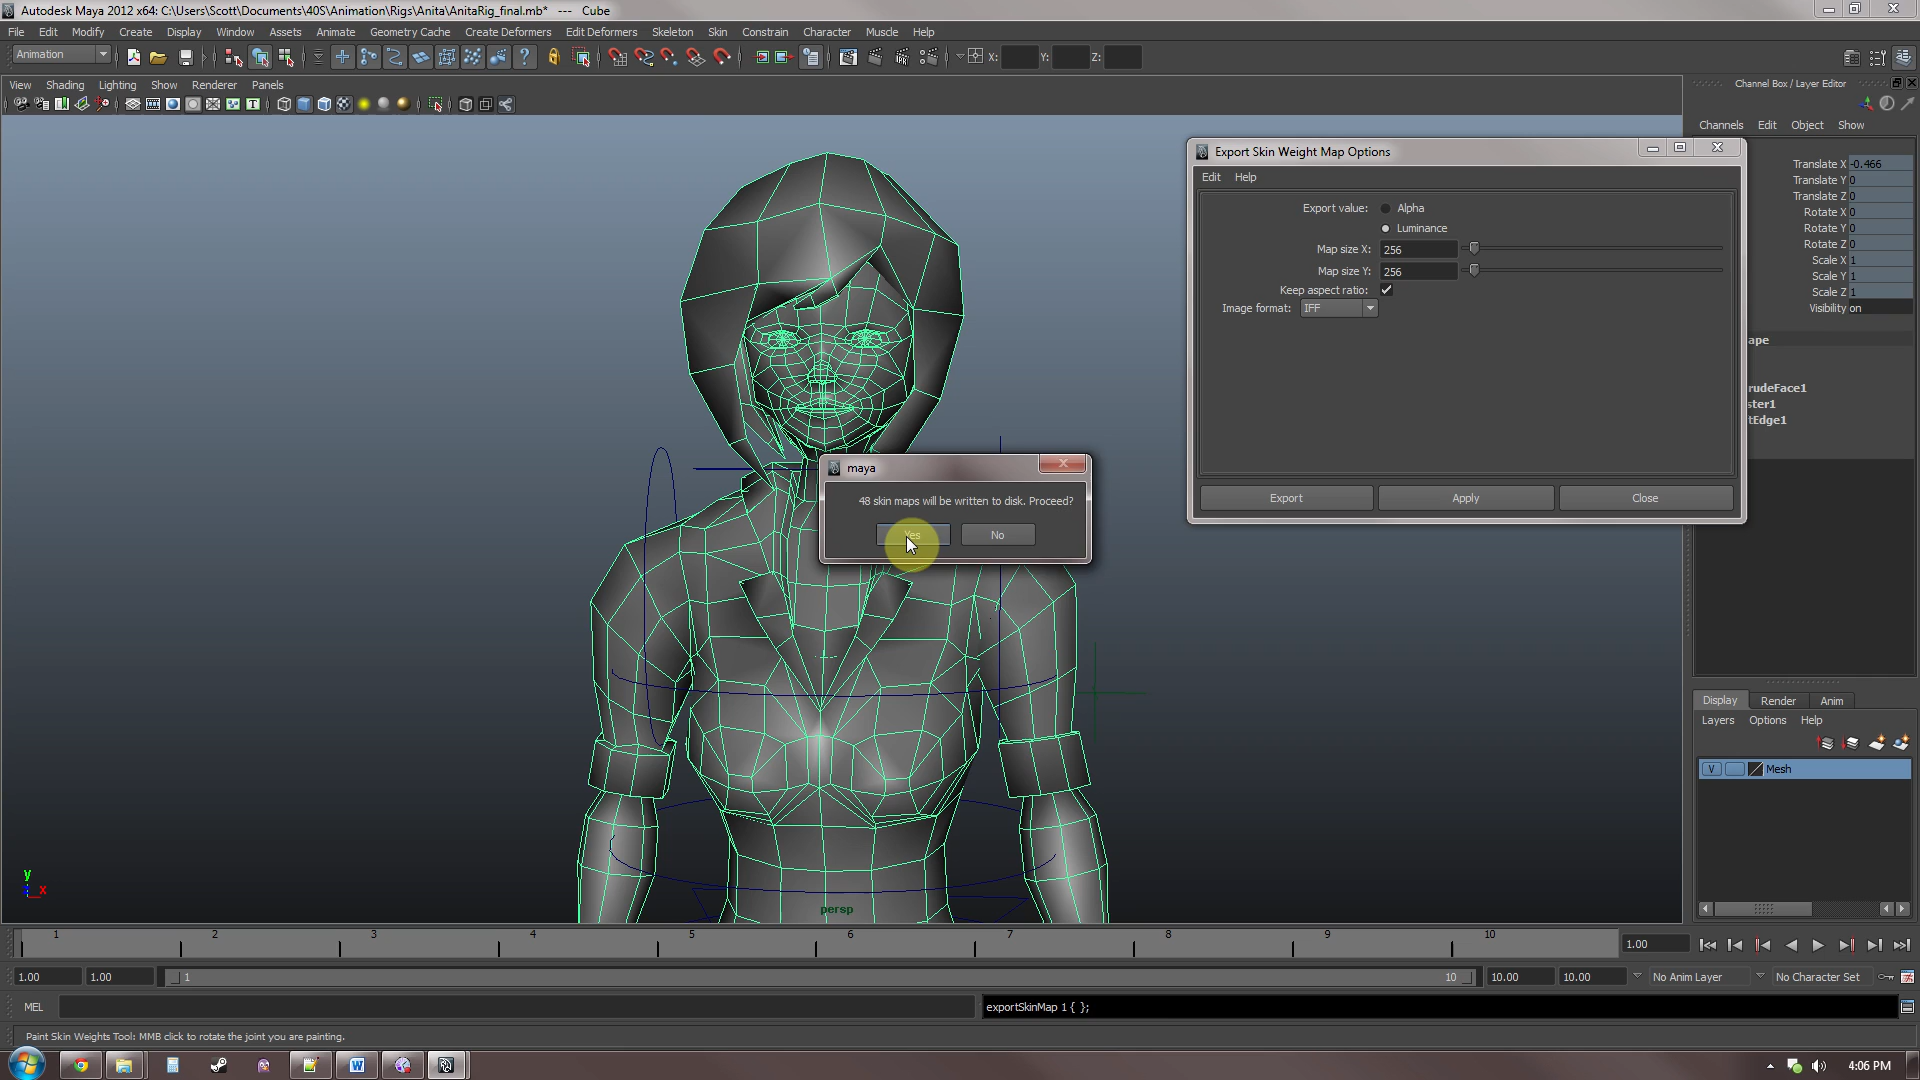 Autodesk Maya 2012 x64: C:\Users\Scott\Documents\40S\Animation\Rigs\Anita\AnitaRig_final.mb* --- Cube
File Edit Modify Create Display Window Assets Animate Geometry Cache Create Deformers Edit Deformers Skeleton Skin Constrain Character Muscle Help
Animation X: Y: Z:
View Shading Lighting Show Renderer Panels
Channel Box / Layer Editor
Channels Edit Object Show
Translate X -0.466
Translate Y 0
Translate Z 0
Rotate X 0
Rotate Y 0
Rotate Z 0
Scale X 1
Scale Y 1
Scale Z 1
Visibility on
ape
rudeFace1
ster1
tEdge1
Export Skin Weight Map Options
Edit Help
Export value: Alpha
Luminance
Map size X: 256
Map size Y: 256
Keep aspect ratio:
Image format: IFF
Export Apply Close
maya
48 skin maps will be written to disk. Proceed?
Yes No
Display Render Anim
Layers Options Help
V Mesh
y
x
persp
1 2 3 4 5 6 7 8 9 10 1.00
1.00 1.00 1 10 10.00 10.00 No Anim Layer No Character Set
MEL exportSkinMap 1 { };
Paint Skin Weights Tool: MMB click to rotate the joint you are painting.
4:06 PM